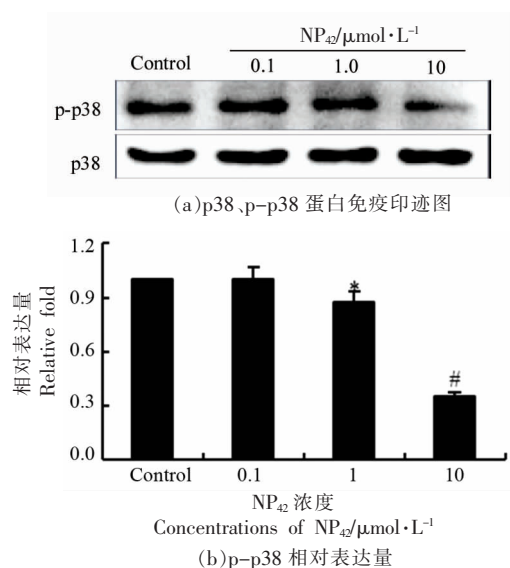 NP₄₂/μmol·L⁻¹
Control 0.1 1.0 10
p-p38
p38
(a)p38、p-p38 蛋白免疫印迹图
1.2
0.9
0.6
0.3
0.0
相对表达量
Relative fold
*
#
Control 0.1 1 10
NP₄₂ 浓度
Concentrations of NP₄₂/μmol·L⁻¹
(b)p-p38 相对表达量